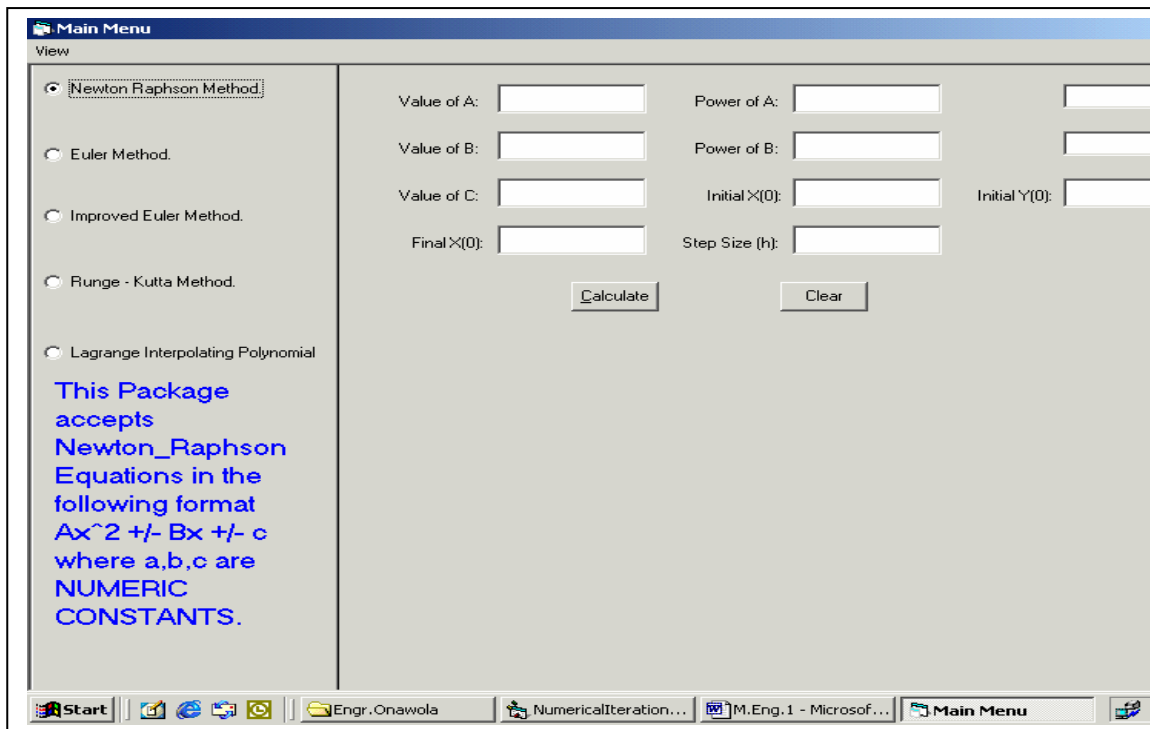 Main Menu
View
Newton Raphson Method.
Euler Method.
Improved Euler Method.
Runge - Kutta Method.
Lagrange Interpolating Polynomial
This Package
accepts
Newton_Raphson
Equations in the
following format
Ax^2 +/- Bx +/- c
where a,b,c are
NUMERIC
CONSTANTS.
Value of A:
Power of A:
Value of B:
Power of B:
Value of C:
Initial X(0):
Initial Y(0):
Final X(0):
Step Size (h):
Calculate
Clear
Start
Engr.Onawola
NumericalIteration...
M.Eng.1 - Microsof...
Main Menu